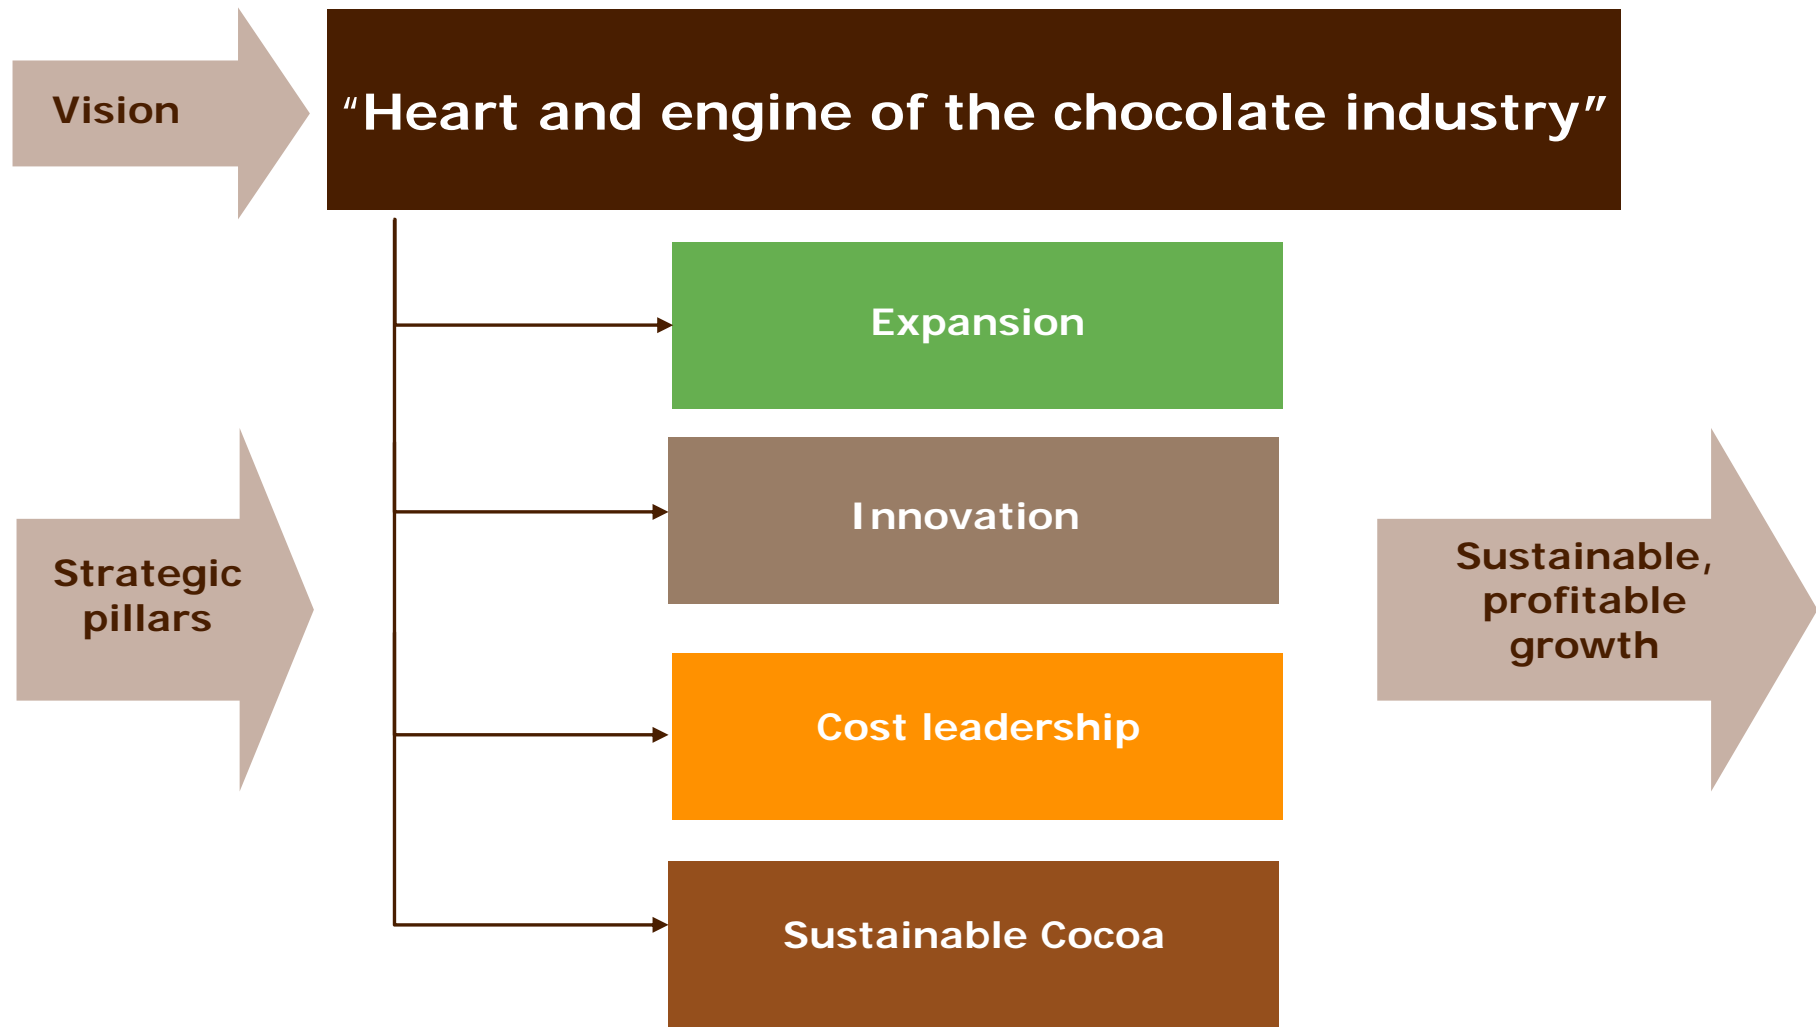 Vision
“Heart and engine of the chocolate industry”
Expansion
Innovation
Strategic
pillars
Sustainable,
profitable
growth
Cost leadership
Sustainable Cocoa